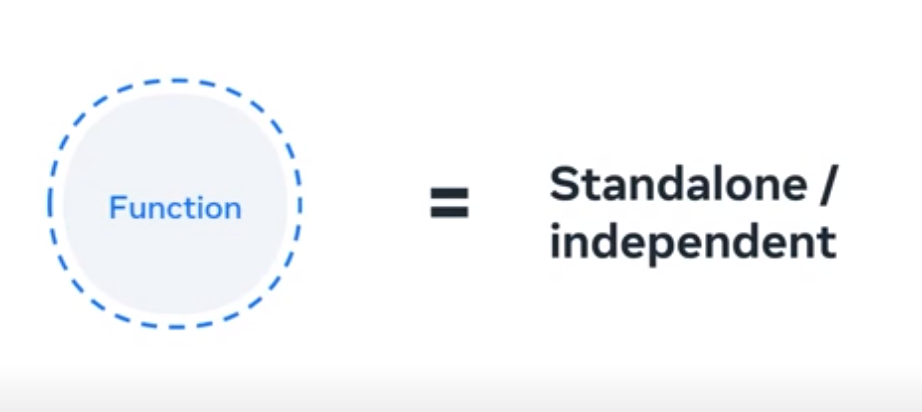 Function
=
Standalone /
independent